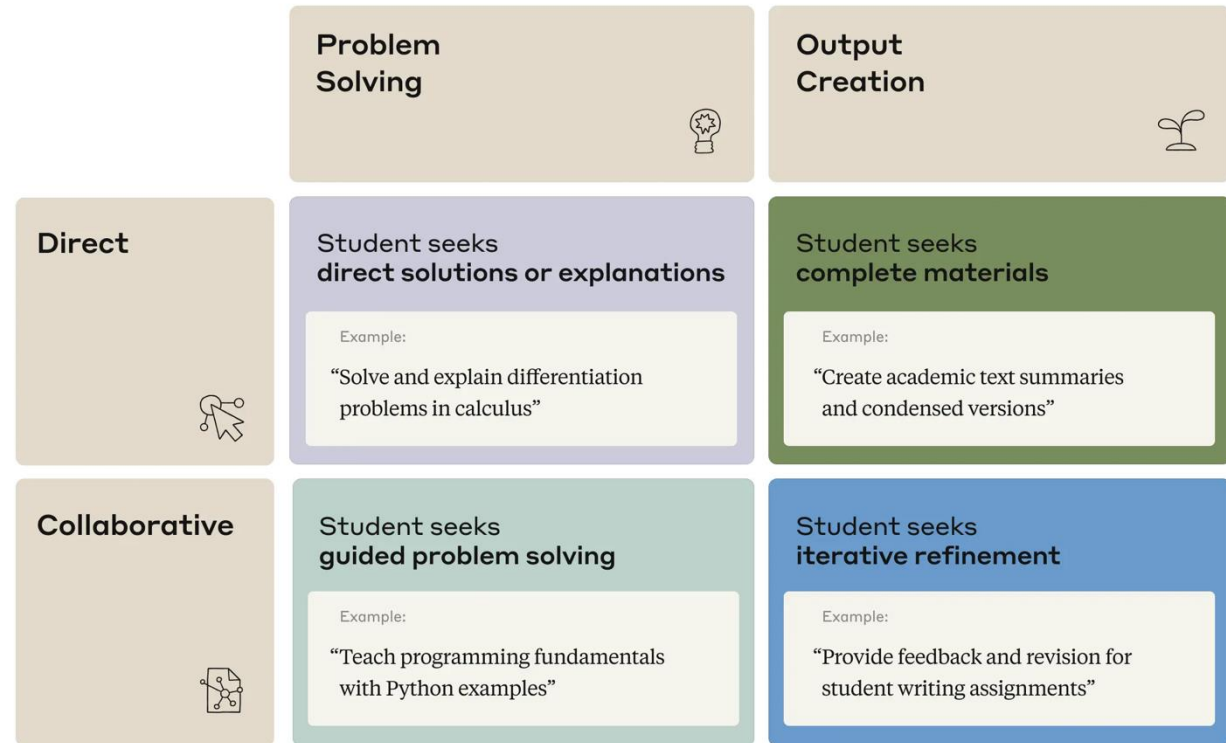 Problem
Solving
Output
Creation
Direct
Student seeks
direct solutions or explanations
Example:
“Solve and explain differentiation
problems in calculus”
Student seeks
complete materials
Example:
“Create academic text summaries
and condensed versions”
Collaborative
Student seeks
guided problem solving
Example:
“Teach programming fundamentals
with Python examples”
Student seeks
iterative refinement
Example:
“Provide feedback and revision for
student writing assignments”